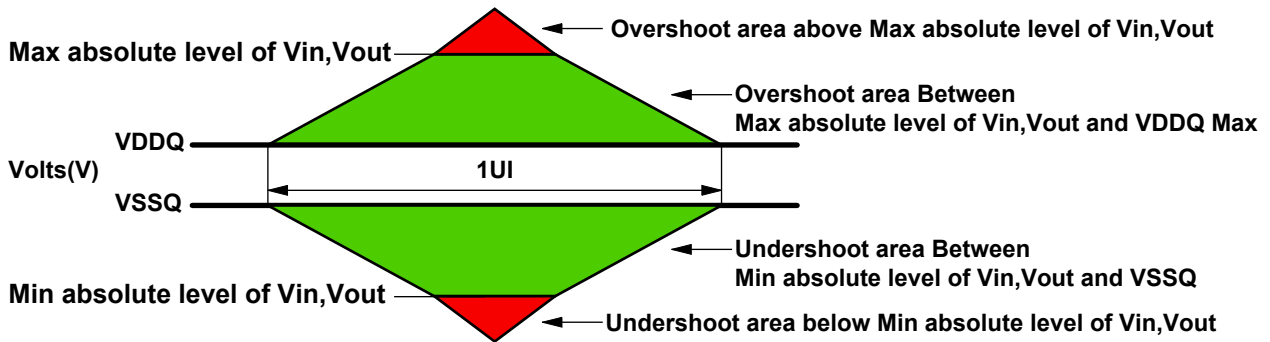 Overshoot area above Max absolute level of Vin,Vout
Max absolute level of Vin,Vout
Overshoot area Between
Max absolute level of Vin,Vout and VDDQ Max
VDDQ
Volts(V)
1UI
VSSQ
Undershoot area Between
Min absolute level of Vin,Vout and VSSQ
Min absolute level of Vin,Vout
Undershoot area below Min absolute level of Vin,Vout